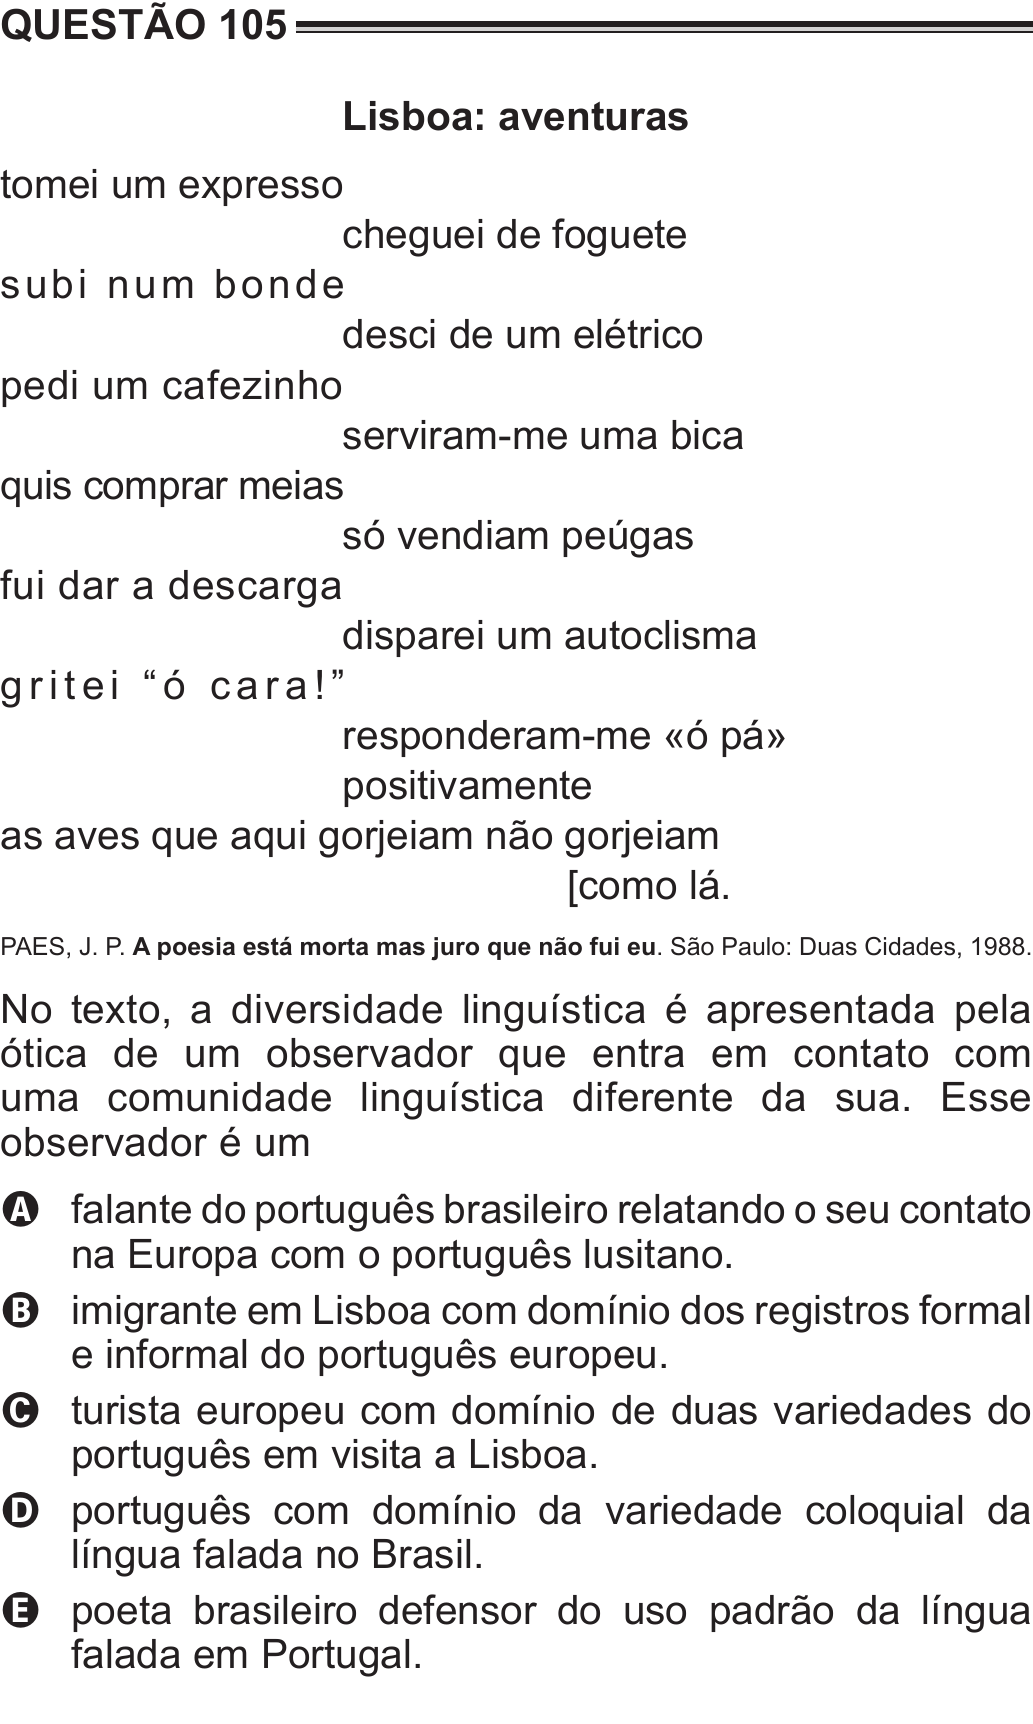 QUESTÃO 105
Lisboa: aventuras
tomei um expresso
cheguei de foguete
subi num bonde
desci de um elétrico
pedi um cafezinho
serviram-me uma bica
quis comprar meias
só vendiam peúgas
fui dar a descarga
disparei um autoclisma
gritei “ó cara!”
responderam-me «ó pá»
positivamente
as aves que aqui gorjeiam não gorjeiam
[como lá.
PAES, J. P. A poesia está morta mas juro que não fui eu. São Paulo: Duas Cidades, 1988.
No texto, a diversidade linguística é apresentada pela
ótica de um observador que entra em contato com
uma comunidade linguística diferente da sua. Esse
observador é um
A falante do português brasileiro relatando o seu contato
na Europa com o português lusitano.
B imigrante em Lisboa com domínio dos registros formal
e informal do português europeu.
C turista europeu com domínio de duas variedades do
português em visita a Lisboa.
D português com domínio da variedade coloquial da
língua falada no Brasil.
E poeta brasileiro defensor do uso padrão da língua
falada em Portugal.